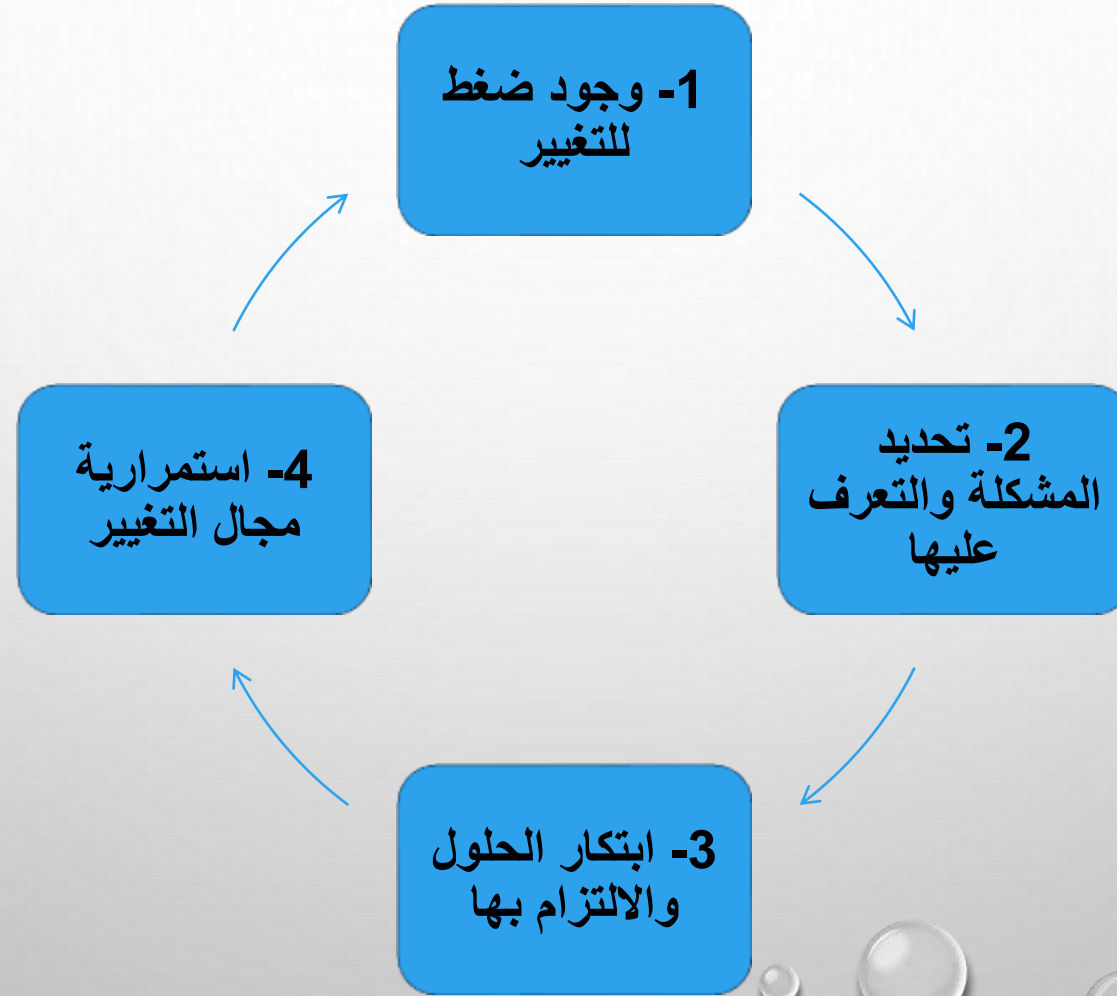 1- وجود ضغط
للتغيير
2- تحديد
المشكلة والتعرف
عليها
3- ابتكار الحلول
والالتزام بها
4- استمرارية
مجال التغيير